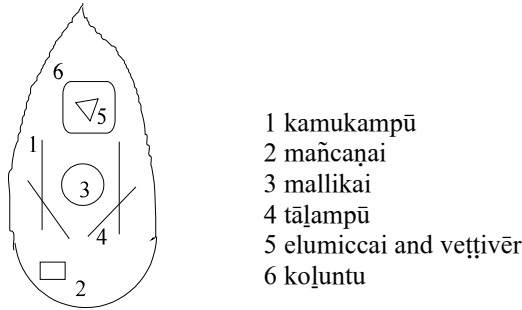 6
5
1
3
4
2
1 kamukampū
2 mañcaṇai
3 mallikai
4 tāḻampū
5 elumiccai and veṭṭivēr
6 koḻuntu